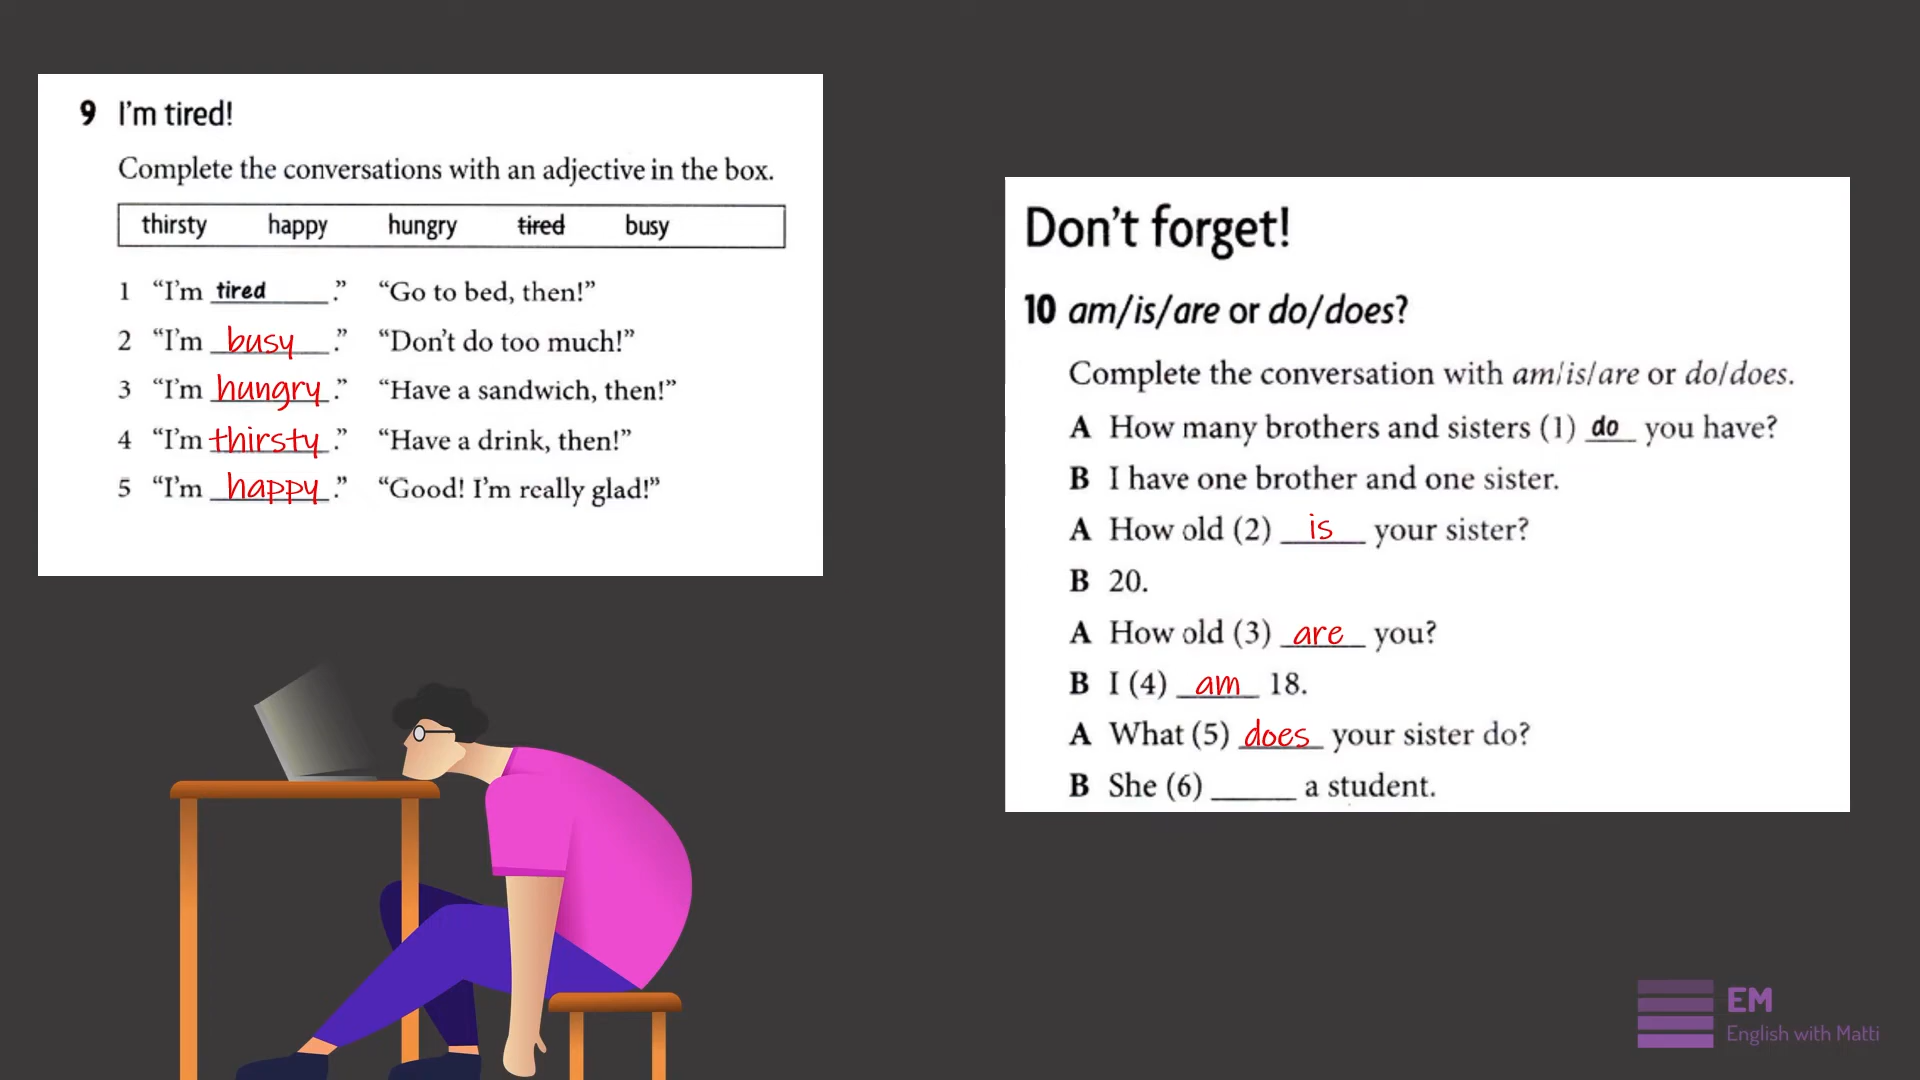 9 I'm tired!
Complete the conversations with an adjective in the box.
thirsty happy hungry tired busy
1 “I'm tired.” “Go to bed, then!”
2 “I'm busy.” “Don't do too much!”
3 “I'm hungry.” “Have a sandwich, then!”
4 “I'm thirsty.” “Have a drink, then!”
5 “I'm happy.” “Good! I'm really glad!”
Don't forget!
10 am/is/are or do/does?
Complete the conversation with am/is/are or do/does.
A How many brothers and sisters (1) do you have?
B I have one brother and one sister.
A How old (2) is your sister?
B 20.
A How old (3) are you?
B I (4) am 18.
A What (5) does your sister do?
B She (6) _____ a student.
EM
English with Matti